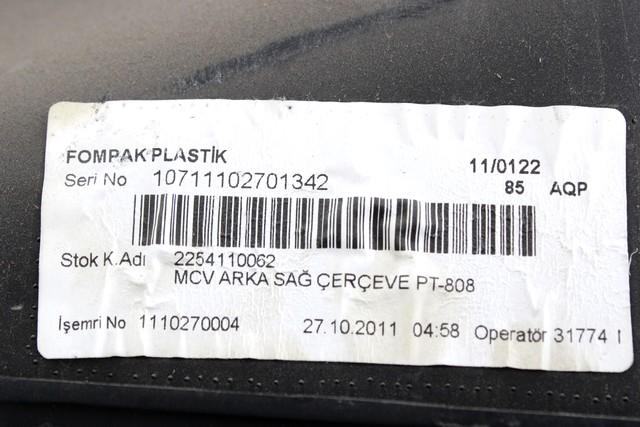 FOMPAK PLASTİK 11/0122
Seri No 10711102701342 85 AQP
Stok K.Adı 2254110062
MCV ARKA SAĞ ÇERÇEVE PT-808
İşemri No 1110270004 27.10.2011 04:58 Operatör 31774 I